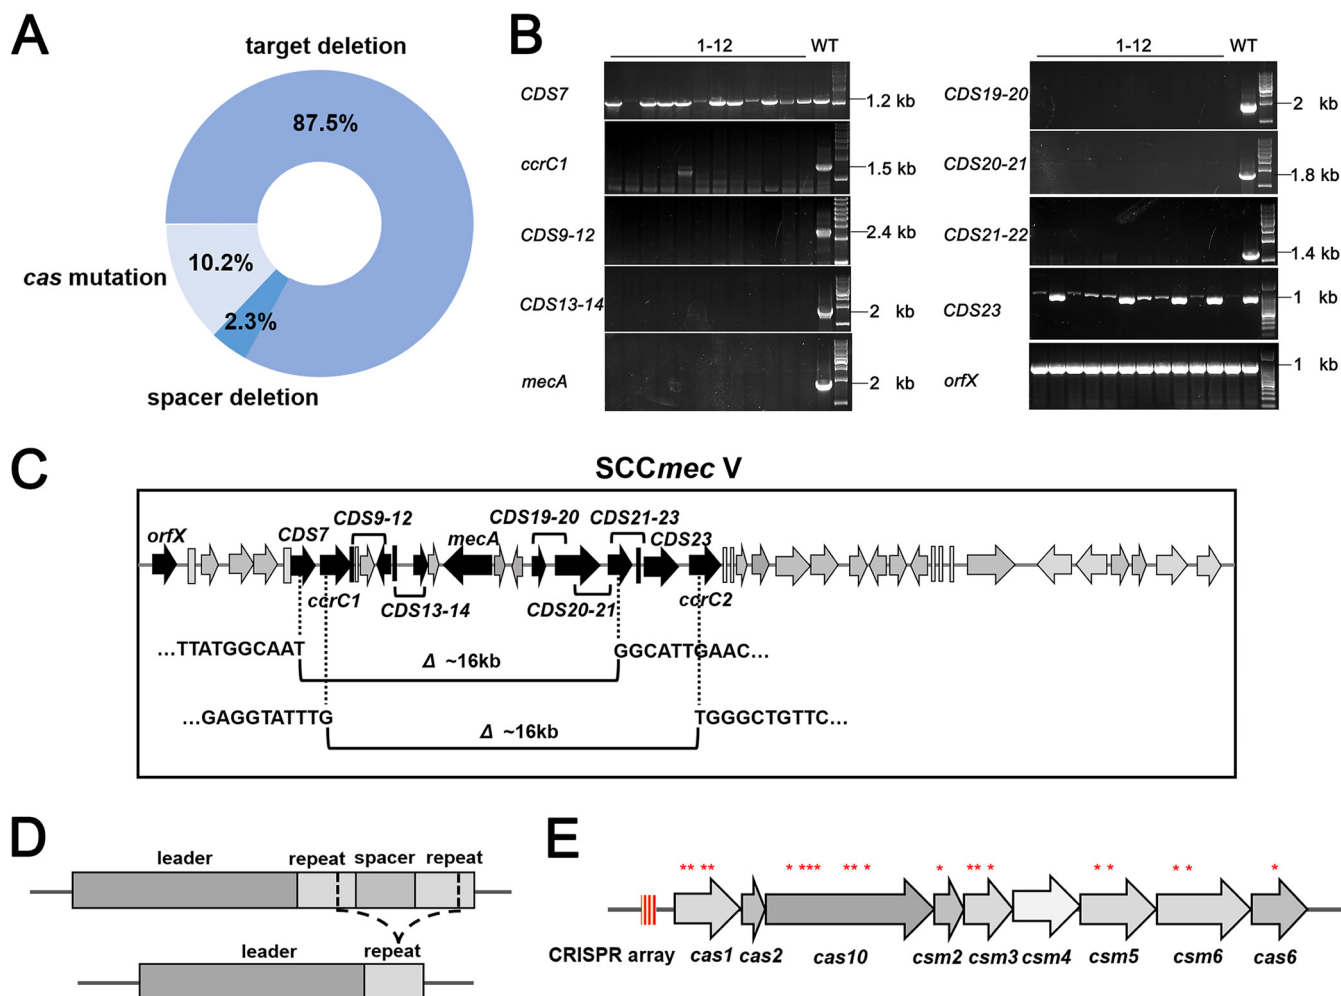 A
target deletion
87.5%
cas mutation
10.2%
2.3%
spacer deletion
B
1-12 WT
CDS7
1.2 kb
ccrC1
1.5 kb
CDS9-12
2.4 kb
CDS13-14
2 kb
mecA
2 kb
1-12 WT
CDS19-20
2 kb
CDS20-21
1.8 kb
CDS21-22
1.4 kb
CDS23
1 kb
orfX
1 kb
C
SCCmec V
orfX CDS7 CDS9-12 mecA CDS19-20 CDS21-23 CDS23
ccrC1 CDS13-14 CDS20-21 ccrC2
...TTATGGCAAT GGCATTGAAC...
Δ ~16kb
...GAGGTATTTG TGGGCTGTTC...
Δ ~16kb
D
leader repeat spacer repeat
leader repeat
E
** ** * **** ** * * ** * ** * * *
CRISPR array cas1 cas2 cas10 csm2 csm3 csm4 csm5 csm6 cas6